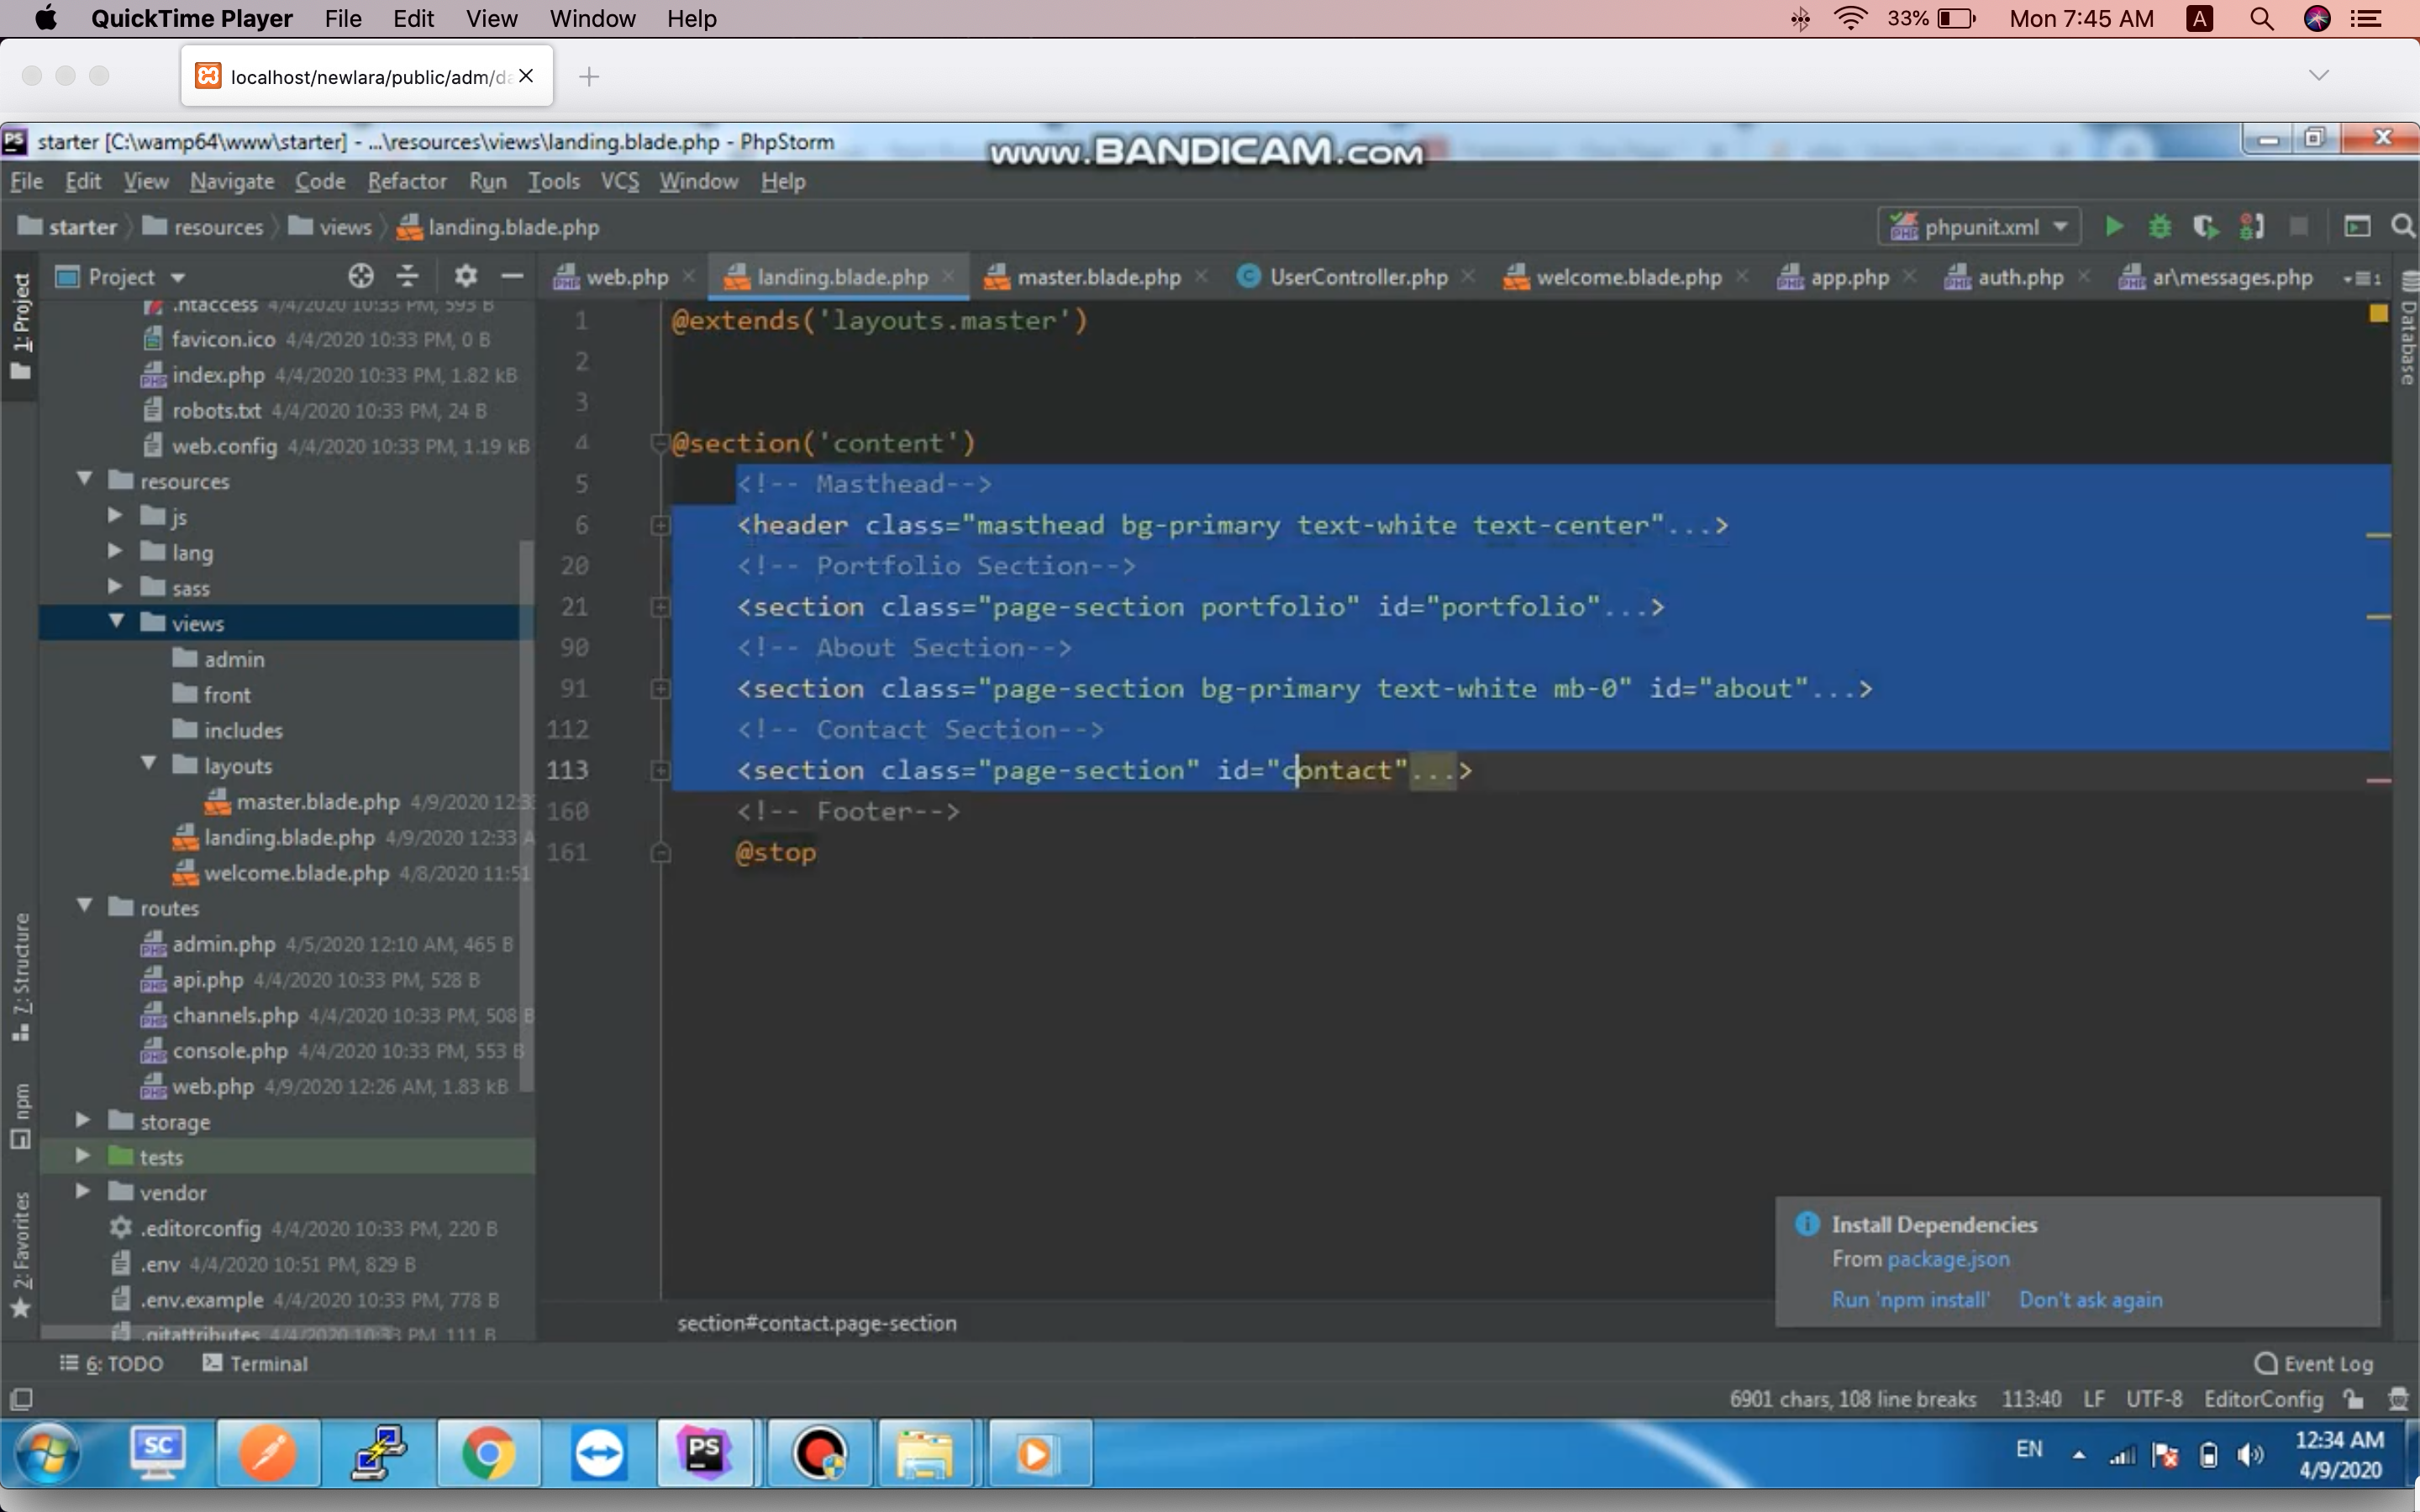 QuickTime Player File Edit View Window Help 33% Mon 7:45 AM A
localhost/newlara/public/adm/da
starter [C:\wamp64\www\starter] - ...\resources\views\landing.blade.php - PhpStorm
www.BANDICAM.com
File Edit View Navigate Code Refactor Run Tools VCS Window Help
starter resources views landing.blade.php phpunit.xml
1: Project
Project
web.php landing.blade.php master.blade.php UserController.php welcome.blade.php app.php auth.php ar\messages.php
Database
.htaccess 4/4/2020 10:33 PM, 593 B
favicon.ico 4/4/2020 10:33 PM, 0 B
index.php 4/4/2020 10:33 PM, 1.82 kB
robots.txt 4/4/2020 10:33 PM, 24 B
web.config 4/4/2020 10:33 PM, 1.19 kB
resources
js
lang
sass
views
admin
front
includes
layouts
master.blade.php 4/9/2020 12:33
landing.blade.php 4/9/2020 12:33 A
welcome.blade.php 4/8/2020 11:51
routes
admin.php 4/5/2020 12:10 AM, 465 B
api.php 4/4/2020 10:33 PM, 528 B
channels.php 4/4/2020 10:33 PM, 508 B
console.php 4/4/2020 10:33 PM, 553 B
web.php 4/9/2020 12:26 AM, 1.83 kB
storage
tests
vendor
.editorconfig 4/4/2020 10:33 PM, 220 B
.env 4/4/2020 10:51 PM, 829 B
.env.example 4/4/2020 10:33 PM, 778 B
.gitattributes 4/4/2020 10:33 PM, 111 B
7: Structure
npm
2: Favorites
1 @extends('layouts.master')
2
3
4 @section('content')
5 <!-- Masthead-->
6 <header class="masthead bg-primary text-white text-center"...>
20 <!-- Portfolio Section-->
21 <section class="page-section portfolio" id="portfolio"...>
90 <!-- About Section-->
91 <section class="page-section bg-primary text-white mb-0" id="about"...>
112 <!-- Contact Section-->
113 <section class="page-section" id="contact"...>
160 <!-- Footer-->
161 @stop
Install Dependencies
From package.json
Run 'npm install' Don't ask again
section#contact.page-section
6: TODO Terminal Event Log
6901 chars, 108 line breaks 113:40 LF UTF-8 EditorConfig
SC PS EN 12:34 AM
4/9/2020